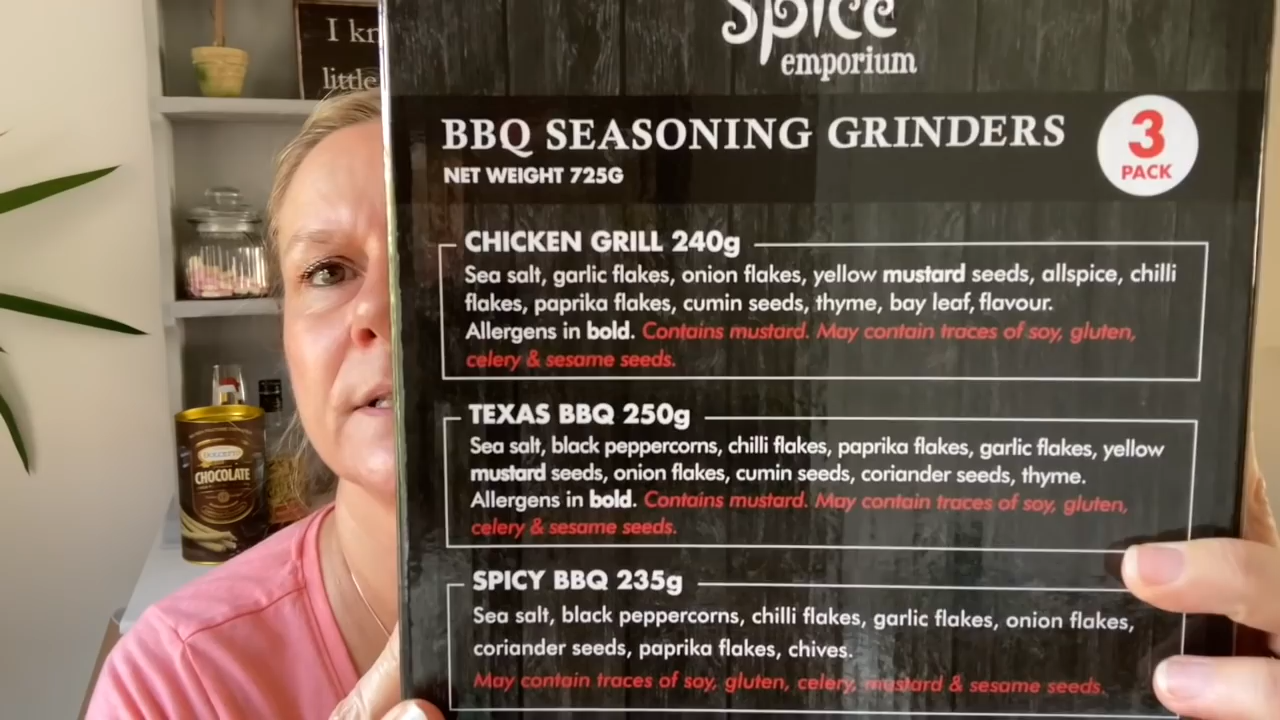 I kn
little
spice
emporium
BBQ SEASONING GRINDERS
NET WEIGHT 725G
3
PACK
CHICKEN GRILL 240g
Sea salt, garlic flakes, onion flakes, yellow mustard seeds, allspice, chilli
flakes, paprika flakes, cumin seeds, thyme, bay leaf, flavour.
Allergens in bold. Contains mustard. May contain traces of soy, gluten,
celery & sesame seeds.
TEXAS BBQ 250g
Sea salt, black peppercorns, chilli flakes, paprika flakes, garlic flakes, yellow
mustard seeds, onion flakes, cumin seeds, coriander seeds, thyme.
Allergens in bold. Contains mustard. May contain traces of soy, gluten,
celery & sesame seeds.
CHOCOLATE
SPICY BBQ 235g
Sea salt, black peppercorns, chilli flakes, garlic flakes, onion flakes,
coriander seeds, paprika flakes, chives.
May contain traces of soy, gluten, celery, mustard & sesame seeds.